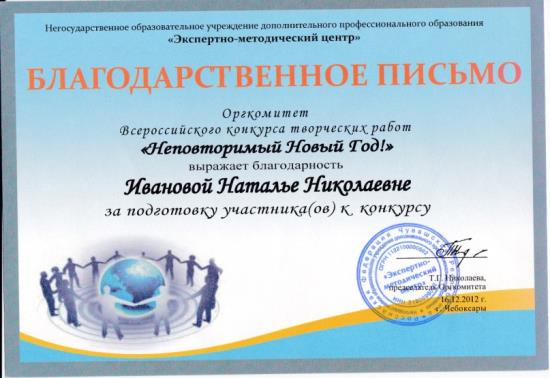 Негосударственное образовательное учреждение дополнительного профессионального образования
«Экспертно-методический центр»
БЛАГОДАРСТВЕННОЕ ПИСЬМО
Оргкомитет
Всероссийского конкурса творческих работ
«Неповторимый Новый Год!»
выражает благодарность
Ивановой Наталье Николаевне
за подготовку участника(ов) к конкурсу
«Экспертно-
методический
центр»
Т.Г. Николаева,
председатель Оргкомитета
16.12.2012 г.
г. Чебоксары